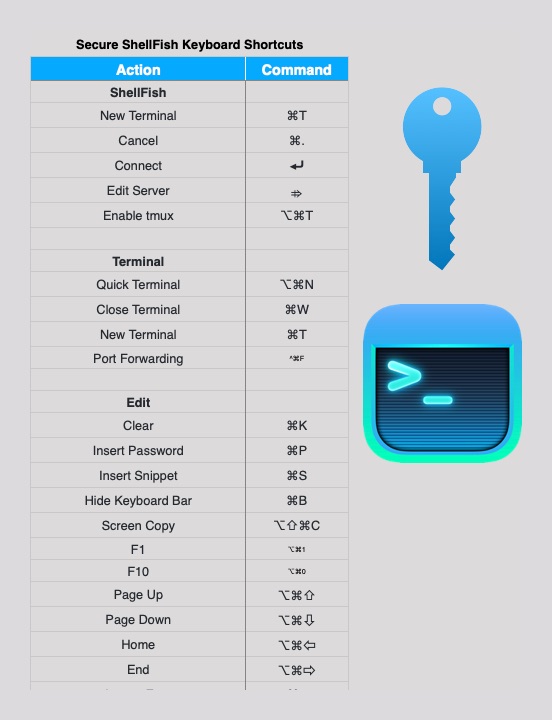 Secure ShellFish Keyboard Shortcuts
Action Command
ShellFish
New Terminal ⌘T
Cancel ⌘.
Connect ↵
Edit Server
Enable tmux ⌥⌘T
Terminal
Quick Terminal ⌥⌘N
Close Terminal ⌘W
New Terminal ⌘T
Port Forwarding ^⌘F
Edit
Clear ⌘K
Insert Password ⌘P
Insert Snippet ⌘S
Hide Keyboard Bar ⌘B
Screen Copy ⌥⇧⌘C
F1 ⌥⌘1
F10 ⌥⌘0
Page Up ⌥⌘⇧
Page Down ⌥⌘⇩
Home ⌥⌘⇦
End ⌥⌘⇨
>_